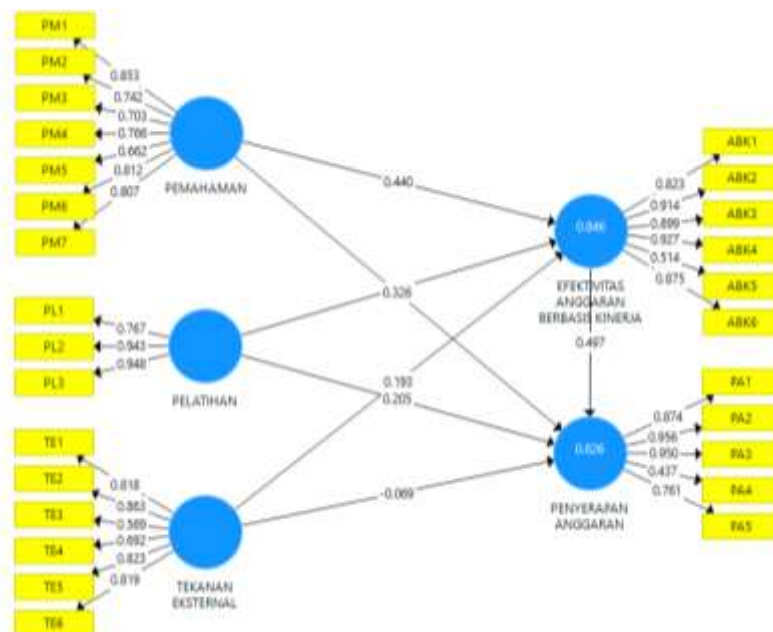 PM1
PM2
PM3
PM4
PM5
PM6
PM7
0.853
0.742
0.703
0.766
0.662
0.812
0.807
PEMAHAMAN
PL1
PL2
PL3
0.767
0.943
0.948
PELATIHAN
TE1
TE2
TE3
TE4
TE5
TE6
0.818
0.863
0.569
0.692
0.823
0.819
TEKANAN
EKSTERNAL
0.440
0.326
0.193
0.205
-0.069
0.846
EFEKTIVITAS
ANGGARAN
BERBASIS KINERJA
0.497
0.826
PENYERAPAN
ANGGARAN
0.823
0.914
0.899
0.927
0.514
0.875
ABK1
ABK2
ABK3
ABK4
ABK5
ABK6
0.874
0.956
0.950
0.437
0.761
PA1
PA2
PA3
PA4
PA5